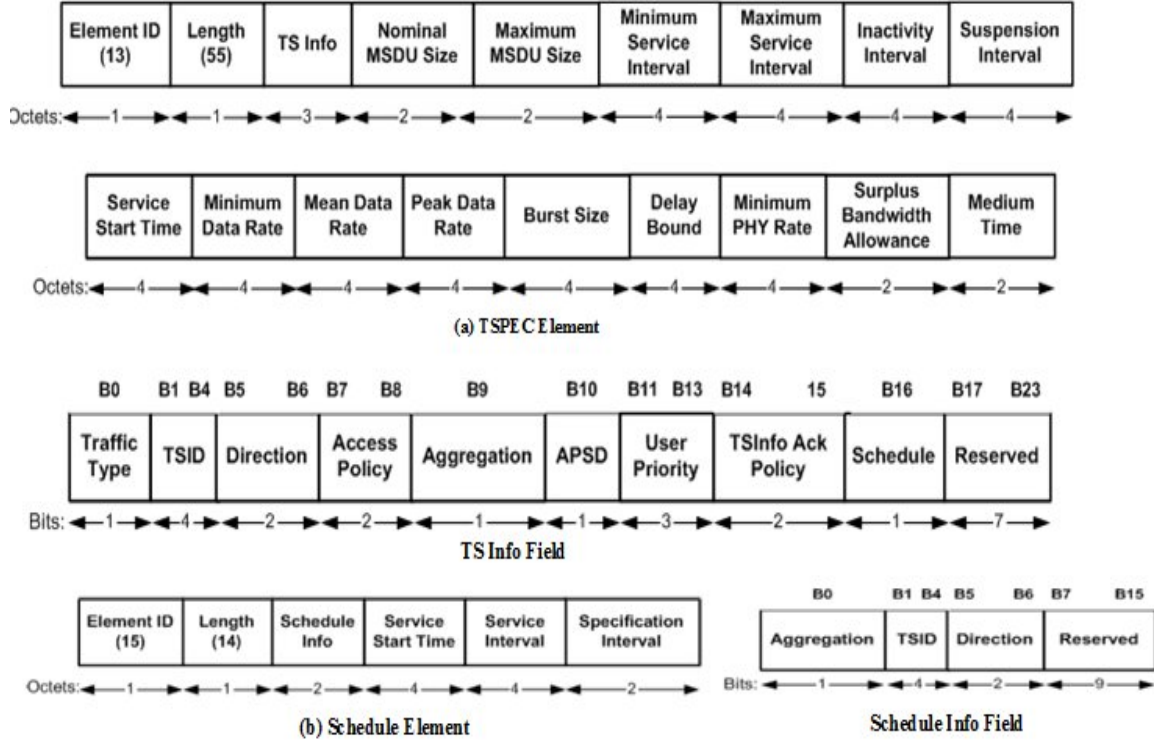 Element ID (13) Length (55) TS Info Nominal MSDU Size Maximum MSDU Size Minimum Service Interval Maximum Service Interval Inactivity Interval Suspension Interval
Octets: 1 1 3 2 2 4 4 4 4
Service Start Time Minimum Data Rate Mean Data Rate Peak Data Rate Burst Size Delay Bound Minimum PHY Rate Surplus Bandwidth Allowance Medium Time
Octets: 4 4 4 4 4 4 4 2 2
(a) TSPEC Element
B0 B1 B4 B5 B6 B7 B8 B9 B10 B11 B13 B14 15 B16 B17 B23
Traffic Type TSID Direction Access Policy Aggregation APSD User Priority TSInfo Ack Policy Schedule Reserved
Bits: 1 4 2 2 1 1 3 2 1 7
TS Info Field
Element ID (15) Length (14) Schedule Info Service Start Time Service Interval Specification Interval
Octets: 1 1 2 4 4 2
(b) Schedule Element
B0 B1 B4 B5 B6 B7 B15
Aggregation TSID Direction Reserved
Bits: 1 4 2 9
Schedule Info Field